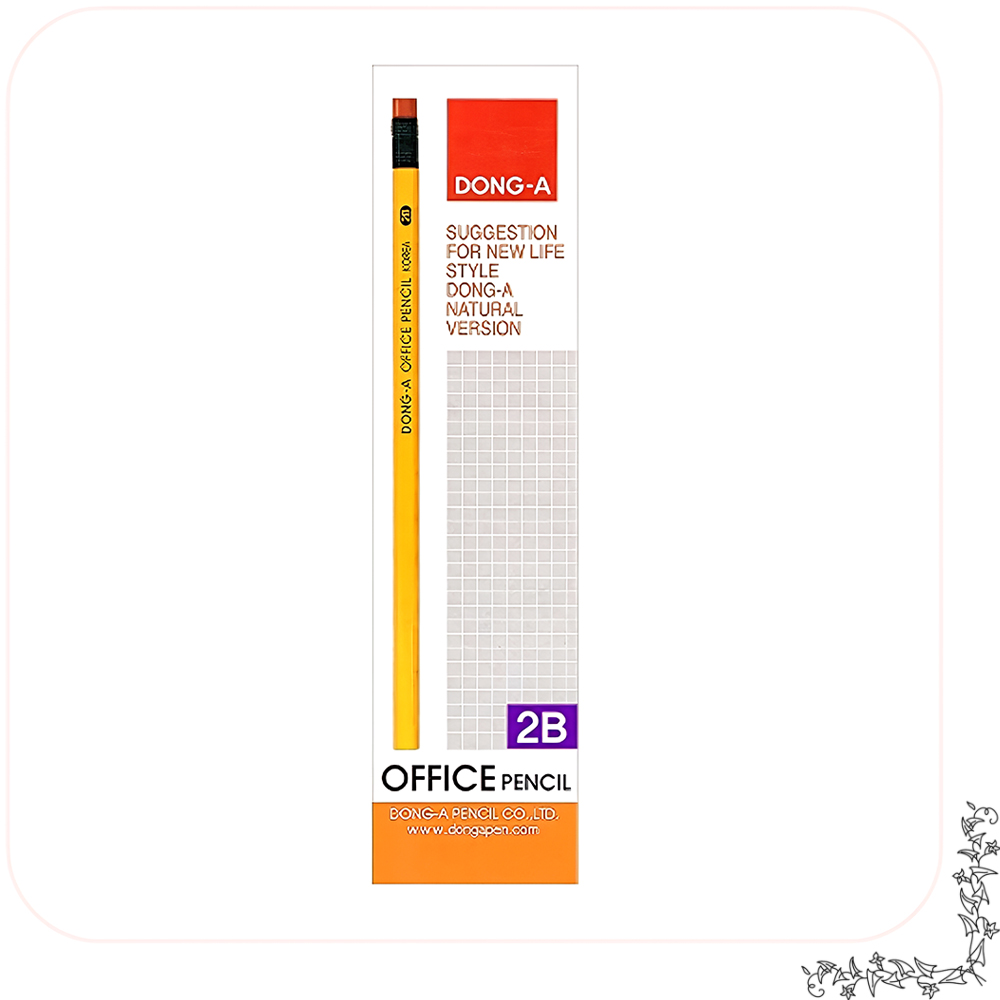 DONG-A OFFICE PENCIL KOREA 2B
DONG-A
SUGGESTION
FOR NEW LIFE
STYLE
DONG-A
NATURAL
VERSION
2B
OFFICE PENCIL
DONG-A PENCIL CO.,LTD.
www.dongapen.com